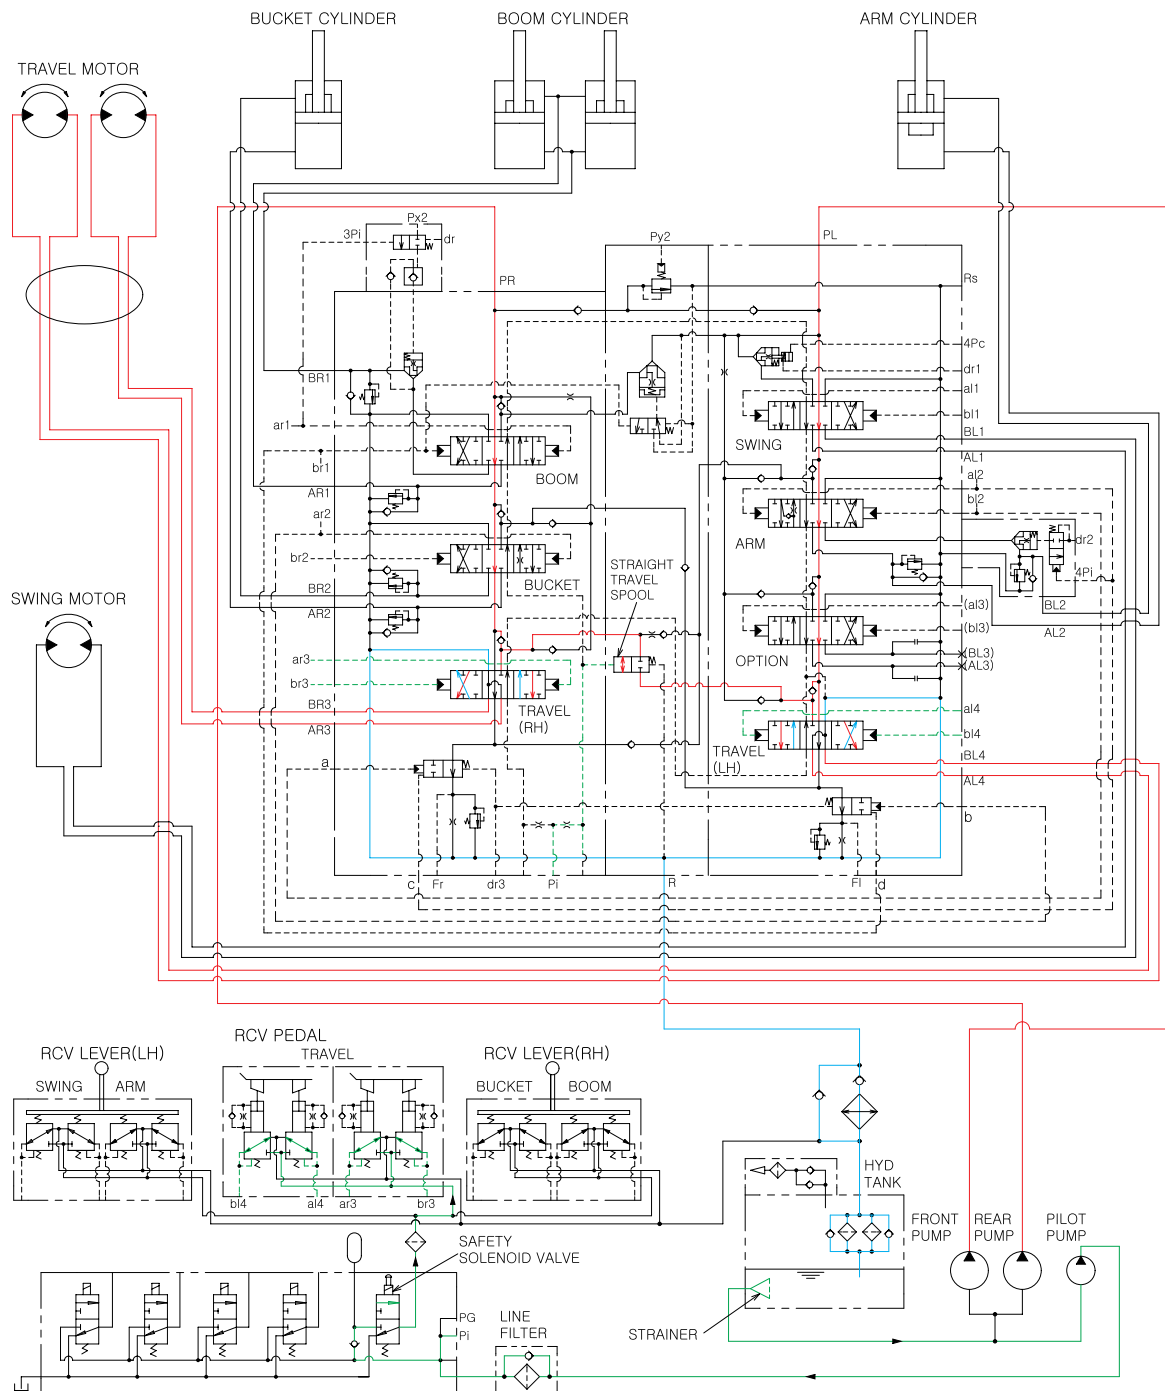 BUCKET CYLINDER
BOOM CYLINDER
ARM CYLINDER
TRAVEL MOTOR
Px2
3Pi
dr
Py2
PL
PR
Rs
4Pc
dr1
al1
bl1
BL1
AL1
al2
bl2
BR1
ar1
br1
AR1
ar2
br2
BR2
AR2
ar3
br3
BR3
AR3
a
SWING
BOOM
ARM
BUCKET
STRAIGHT
TRAVEL
SPOOL
OPTION
TRAVEL
(RH)
TRAVEL
(LH)
dr2
4Pi
BL2
AL2
(al3)
(bl3)
(BL3)
(AL3)
al4
bl4
BL4
AL4
b
SWING MOTOR
c
Fr
dr3
Pi
R
Fl
d
RCV LEVER(LH)
SWING
ARM
RCV PEDAL
TRAVEL
RCV LEVER(RH)
BUCKET
BOOM
bl4
al4
ar3
br3
HYD
TANK
FRONT
PUMP
REAR
PUMP
PILOT
PUMP
SAFETY
SOLENOID VALVE
PG
Pi
LINE
FILTER
STRAINER